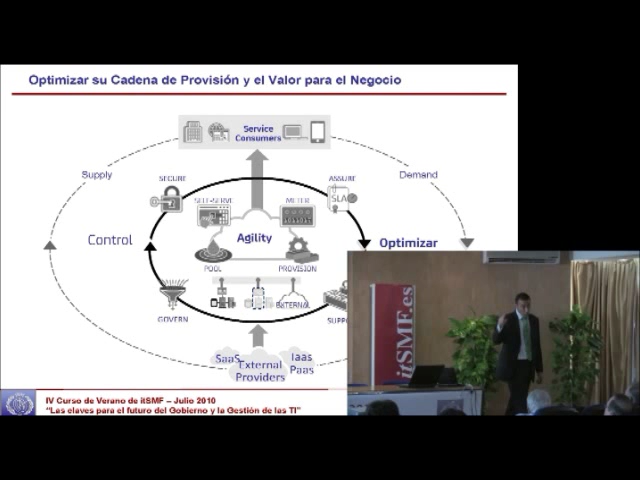 Optimizar su Cadena de Provisión y el Valor para el Negocio
Service
Consumers
Supply
Demand
SECURE
ASSURE
SELF-SERVE
METER
SLA
Control
Agility
Optimizar
POOL
PROVISION
GOVERN
EXTERNAL
SUPPO
SaaS
External
Providers
Iaas
Paas
itSMF.es
IV Curso de Verano de itSMF – Julio 2010
"Las claves para el futuro del Gobierno y la Gestión de las TI"